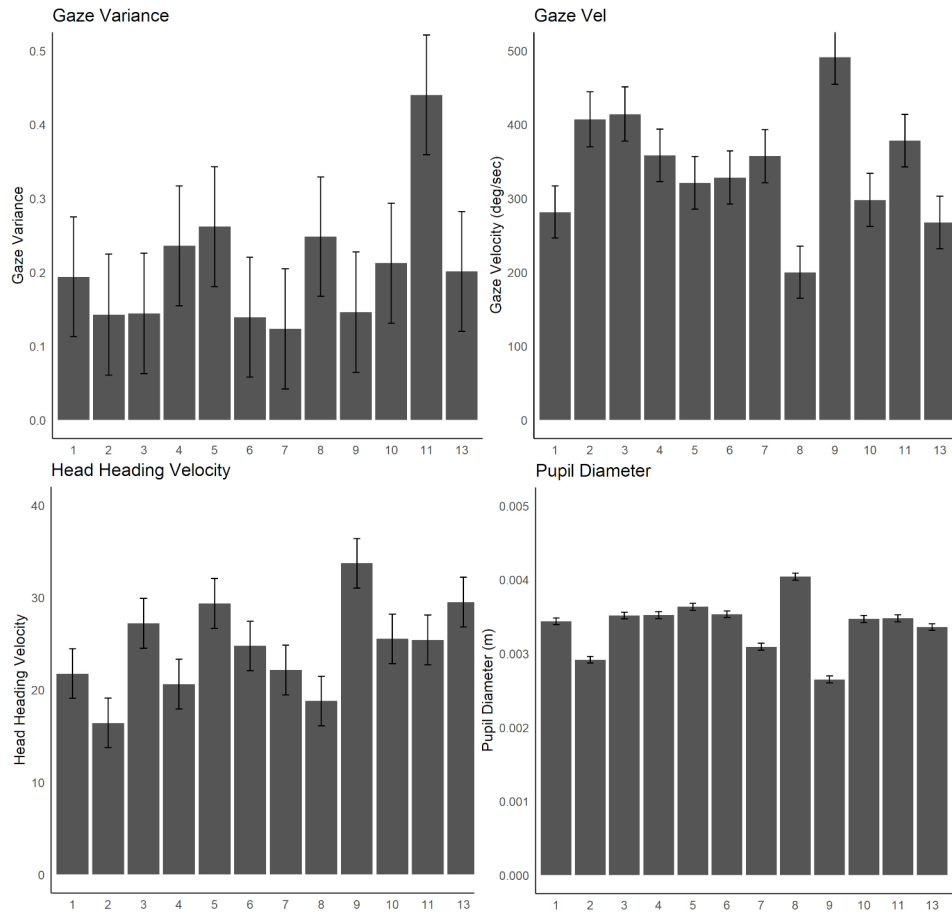 Gaze Variance
0.5
0.4
0.3
0.2
0.1
0.0
Gaze Variance
1 2 3 4 5 6 7 8 9 10 11 13
Gaze Vel
500
400
300
200
100
0
Gaze Velocity (deg/sec)
1 2 3 4 5 6 7 8 9 10 11 13
Head Heading Velocity
40
30
20
10
0
Head Heading Velocity
1 2 3 4 5 6 7 8 9 10 11 13
Pupil Diameter
0.005
0.004
0.003
0.002
0.001
0.000
Pupil Diameter (m)
1 2 3 4 5 6 7 8 9 10 11 13